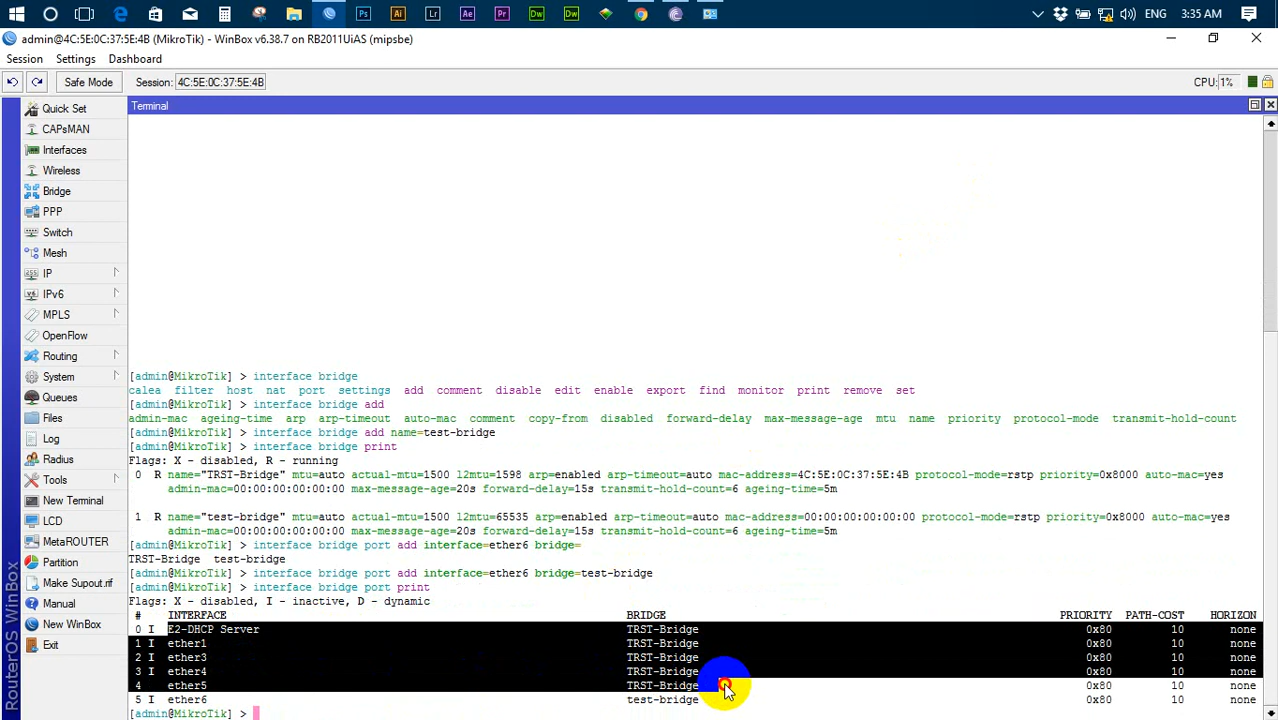 Ps Ai Lr Ae Pr Dw Dw ENG 3:35 AM
admin@4C:5E:0C:37:5E:4B (MikroTik) - WinBox v6.38.7 on RB2011UiAS (mipsbe)
Session Settings Dashboard
Safe Mode Session: 4C:5E:0C:37:5E:4B CPU: 1%
Quick Set
CAPsMAN
Interfaces
Wireless
Bridge
PPP
Switch
Mesh
IP
IPv6
MPLS
OpenFlow
Routing
System
Queues
Files
Log
Radius
Tools
New Terminal
LCD
MetaROUTER
Partition
Make Supout.rif
Manual
New WinBox
Exit
RouterOS WinBox
Terminal
[admin@MikroTik] > interface bridge
calea filter host nat port settings add comment disable edit enable export find monitor print remove set
[admin@MikroTik] > interface bridge add
admin-mac ageing-time arp arp-timeout auto-mac comment copy-from disabled forward-delay max-message-age mtu name priority protocol-mode transmit-hold-count
[admin@MikroTik] > interface bridge add name=test-bridge
[admin@MikroTik] > interface bridge print
Flags: X - disabled, R - running
0 R name="TRST-Bridge" mtu=auto actual-mtu=1500 l2mtu=1598 arp=enabled arp-timeout=auto mac-address=4C:5E:0C:37:5E:4B protocol-mode=rstp priority=0x8000 auto-mac=yes
admin-mac=00:00:00:00:00:00 max-message-age=20s forward-delay=15s transmit-hold-count=6 ageing-time=5m
1 R name="test-bridge" mtu=auto actual-mtu=1500 l2mtu=65535 arp=enabled arp-timeout=auto mac-address=00:00:00:00:00:00 protocol-mode=rstp priority=0x8000 auto-mac=yes
admin-mac=00:00:00:00:00:00 max-message-age=20s forward-delay=15s transmit-hold-count=6 ageing-time=5m
[admin@MikroTik] > interface bridge port add interface=ether6 bridge=
TRST-Bridge test-bridge
[admin@MikroTik] > interface bridge port add interface=ether6 bridge=test-bridge
[admin@MikroTik] > interface bridge port print
Flags: X - disabled, I - inactive, D - dynamic
# INTERFACE BRIDGE PRIORITY PATH-COST HORIZON
0 I E2-DHCP Server TRST-Bridge 0x80 10 none
1 I ether1 TRST-Bridge 0x80 10 none
2 I ether3 TRST-Bridge 0x80 10 none
3 I ether4 TRST-Bridge 0x80 10 none
4 ether5 TRST-Bridge 0x80 10 none
5 I ether6 test-bridge 0x80 10 none
[admin@MikroTik] >